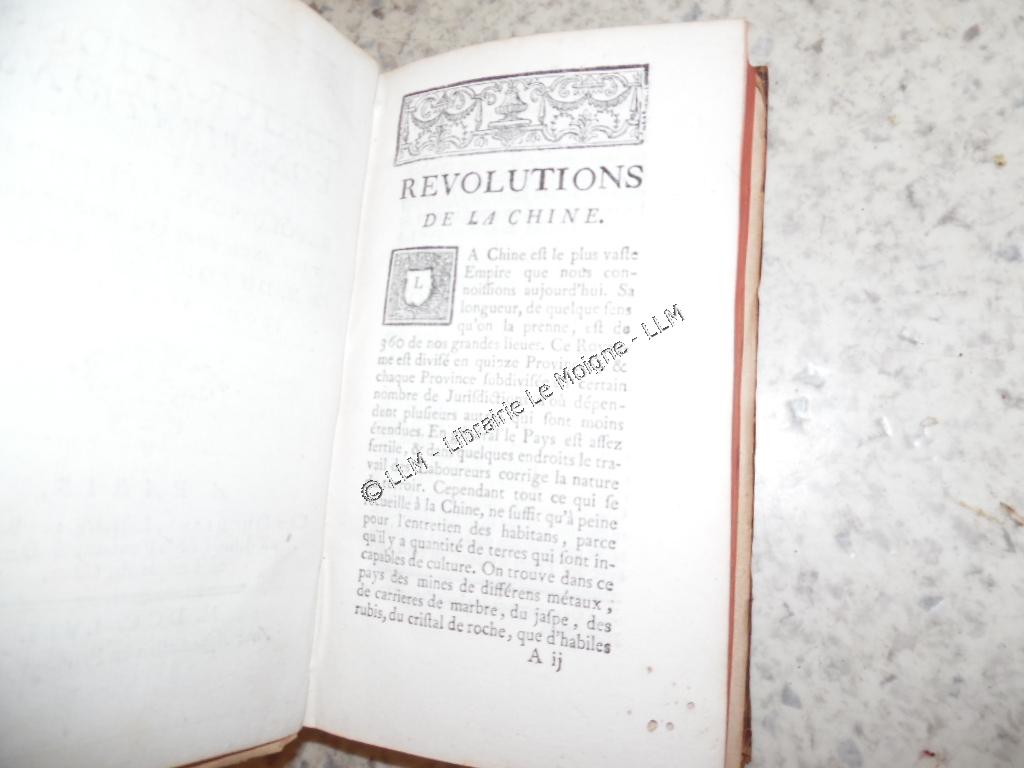 REVOLUTIONS
DE LA CHINE.
LA Chine est le plus vaste
Empire que nous con-
noissions aujourd'hui. Sa
longueur, de quelque sens
qu'on la prenne, est de
360 de nos grandes lieues. Ce
me est divisé en quinze &
chaque Province certain
nombre de dépen-
dent plusieurs qui sont moins
étendues. le Pays est assez
fertile, & quelques endroits le tra-
laboureurs corrige la nature
Cependant tout ce qui se
recueille à la Chine, ne suffit qu'à peine
pour l'entretien des habitans, parce
qu'il y a quantité de terres qui sont in-
capables de culture. On trouve dans ce
pays des mines de différens métaux,
de carrieres de marbre, du jaspe, des
rubis, du cristal de roche, que d'habiles
A ij
© LLM - Librairie Le Moigne - LLM